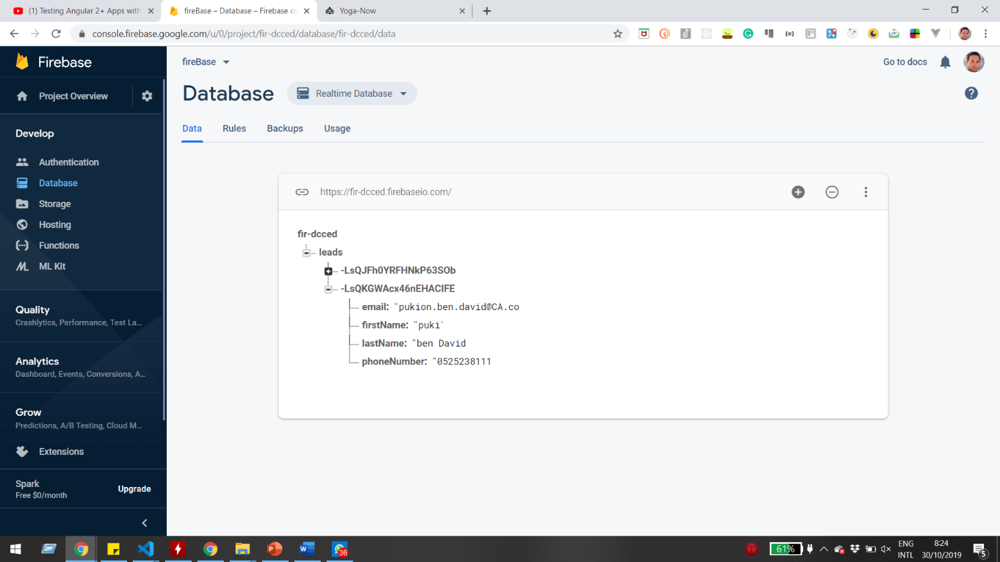 (1) Testing Angular 2+ Apps with
fireBase – Database – Firebase co
Yoga-Now
console.firebase.google.com/u/0/project/fir-dcced/database/fir-dcced/data
Firebase
fireBase
Go to docs
Project Overview
Database
Realtime Database
Develop
Data Rules Backups Usage
Authentication
Database
Storage
Hosting
Functions
ML Kit
https://fir-dcced.firebaseio.com/
fir-dcced
leads
-LsQJFh0YRFHNkP63SOb
-LsQKGWAcx46nEHACIFE
email: "pukion.ben.david@CA.co
firstName: "puki'
lastName: "ben David
phoneNumber: "0525238111
Quality
Crashlytics, Performance, Test La...
Analytics
Dashboard, Events, Conversions, A...
Grow
Predictions, A/B Testing, Cloud M...
Extensions
Spark
Free $0/month
Upgrade
36
61%
ENG
INTL
8:24
30/10/2019
5